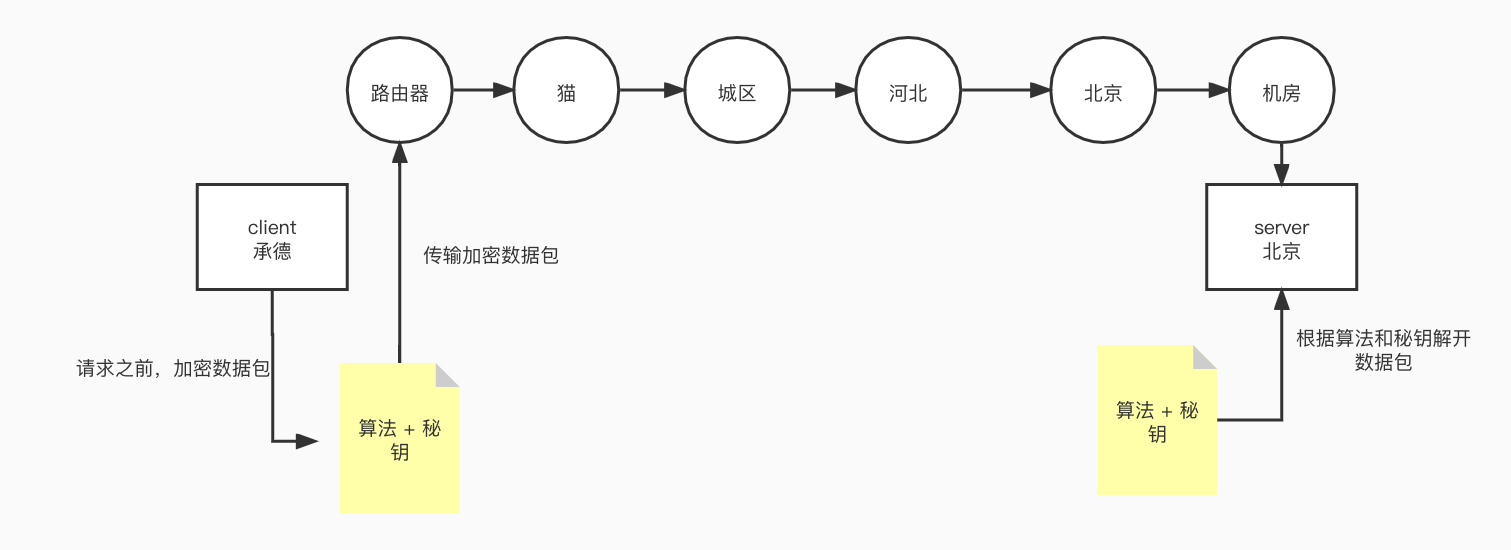 路由器
猫
城区
河北
北京
机房
client
承德
server
北京
传输加密数据包
请求之前，加密数据包
算法 + 秘
钥
根据算法和秘钥解开
数据包
算法 + 秘
钥